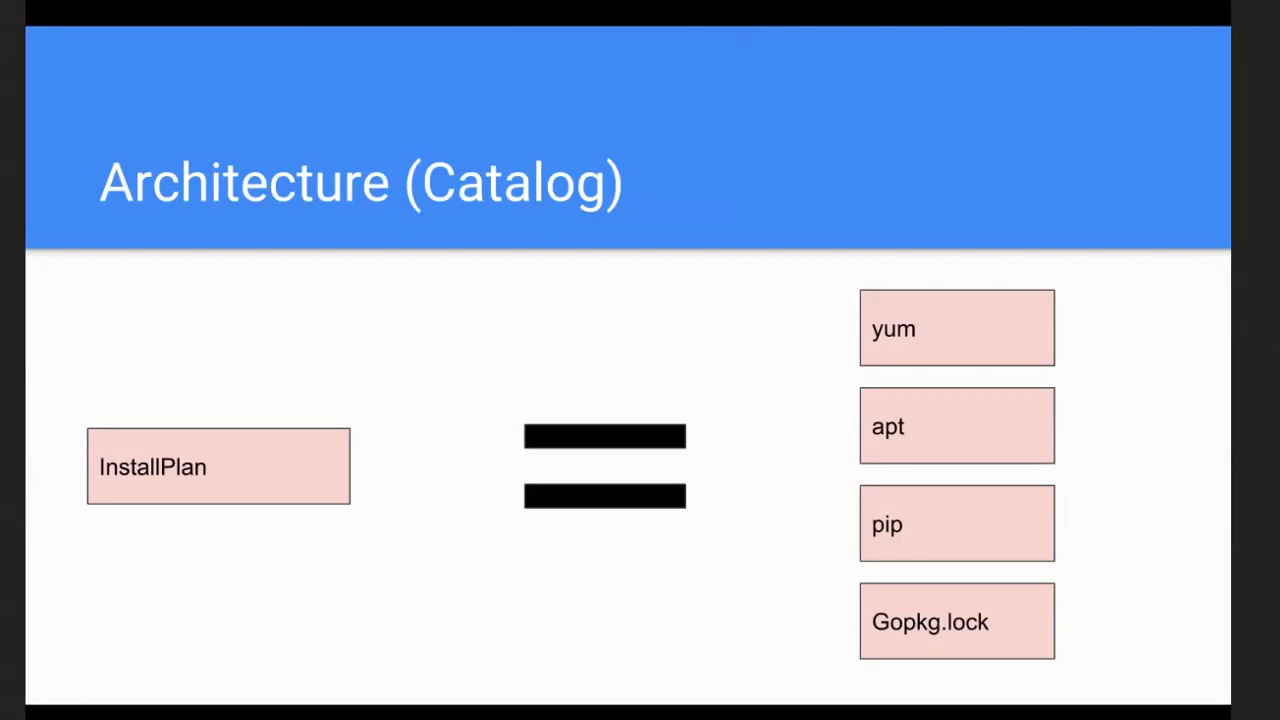 Architecture (Catalog)
InstallPlan
yum
apt
pip
Gopkg.lock